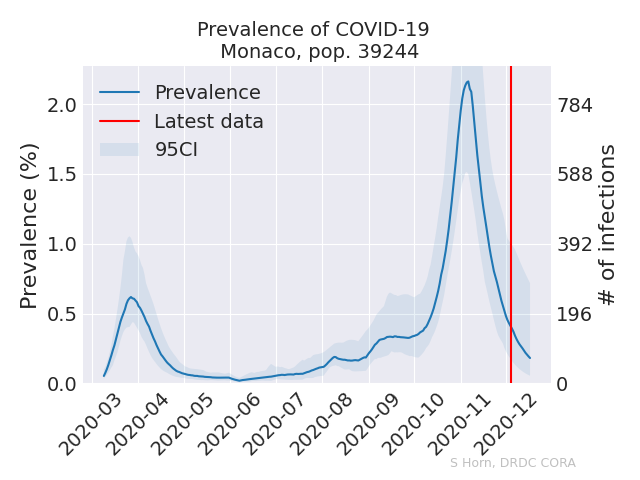 Prevalence of COVID-19
Monaco, pop. 39244
Prevalence
Latest data
95CI
Prevalence (%)
2.0
1.5
1.0
0.5
0.0
784
588
392
196
0
# of infections
2020-03
2020-04
2020-05
2020-06
2020-07
2020-08
2020-09
2020-10
2020-11
2020-12
S Horn, DRDC CORA